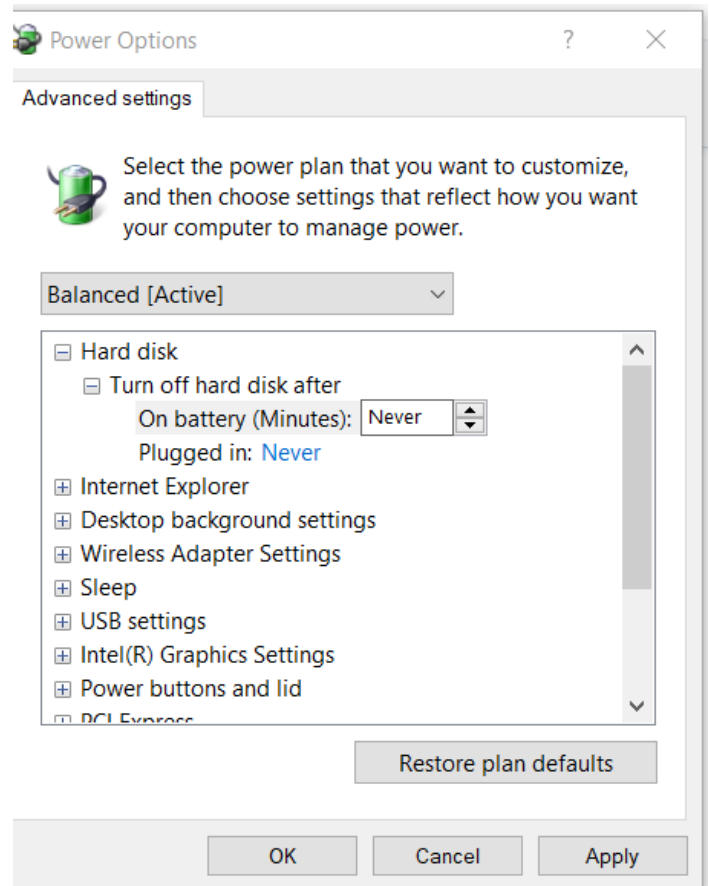 Power Options
?
Advanced settings
Select the power plan that you want to customize,
and then choose settings that reflect how you want
your computer to manage power.
Balanced [Active]
Hard disk
Turn off hard disk after
On battery (Minutes): Never
Plugged in: Never
Internet Explorer
Desktop background settings
Wireless Adapter Settings
Sleep
USB settings
Intel(R) Graphics Settings
Power buttons and lid
PCI Express
Restore plan defaults
OK Cancel Apply